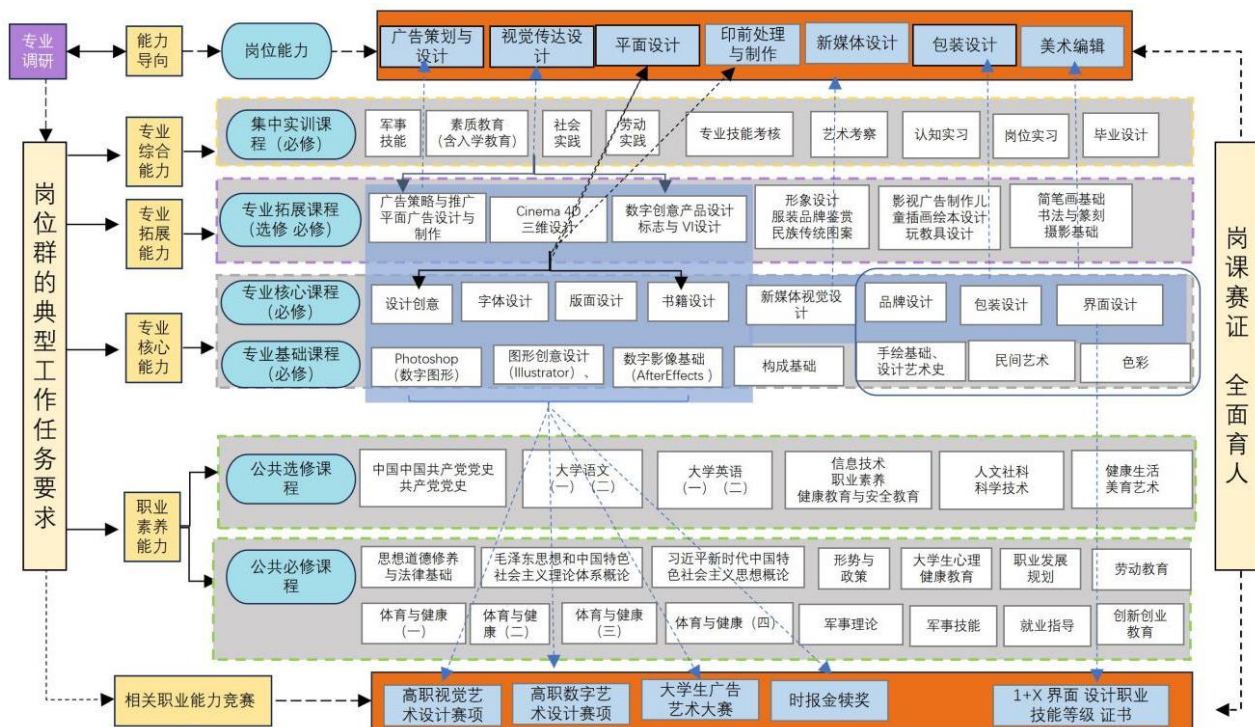 专业
调研
能力
导向
岗位能力
广告策划与
设计
视觉传达设
计
平面设计
印前处理
与制作
新媒体设计
包装设计
美术编辑
岗位群的典型工作任务要求
专业
综合
能力
集中实训课
程（必修）
军事
技能
素质教育
（含入学教育）
社会
实践
劳动
实践
专业技能考核
艺术考察
认知实习
岗位实习
毕业设计
专业
拓展
能力
专业拓展课程
（选修 必修）
广告策略与推广
平面广告设计与
制作
Cinema 4D
三维设计
数字创意产品设计
标志与 VI设计
形象设计
服装品牌鉴赏
民族传统图案
影视广告制作儿
童插画绘本设计
玩教具设计
简笔画基础
书法与篆刻
摄影基础
专业
核心
能力
专业核心课程
（必修）
设计创意
字体设计
版面设计
书籍设计
新媒体视觉设
计
品牌设计
包装设计
界面设计
专业基础课程
（必修）
Photoshop
（数字图形）
图形创意设计
（Illustrator）、
数字影像基础
（AfterEffects ）
构成基础
手绘基础、
设计艺术史
民间艺术
色彩
职业
素养
能力
公共选修课
程
中国中国共产党党史
共产党党史
大学语文
（一）（二）
大学英语
（一）（二）
信息技术
职业素养
健康教育与安全教育
人文社科
科学技术
健康生活
美育艺术
公共必修课
程
思想道德修养
与法律基础
毛泽东思想和中国特色
社会主义理论体系概论
习近平新时代中国特
色社会主义思想概论
形势与
政策
大学生心理
健康教育
职业发展
规划
劳动教育
体育与健康
（一）
体育与健
康（二）
体育与健康
（三）
体育与健康（四）
军事理论
军事技能
就业指导
创新创业
教育
相关职业能力竞赛
高职视觉艺
术设计赛项
高职数字艺
术设计赛项
大学生广告
艺术大赛
时报金犊奖
1+X 界面 设计职业
技能等级 证书
岗课赛证 全面育人